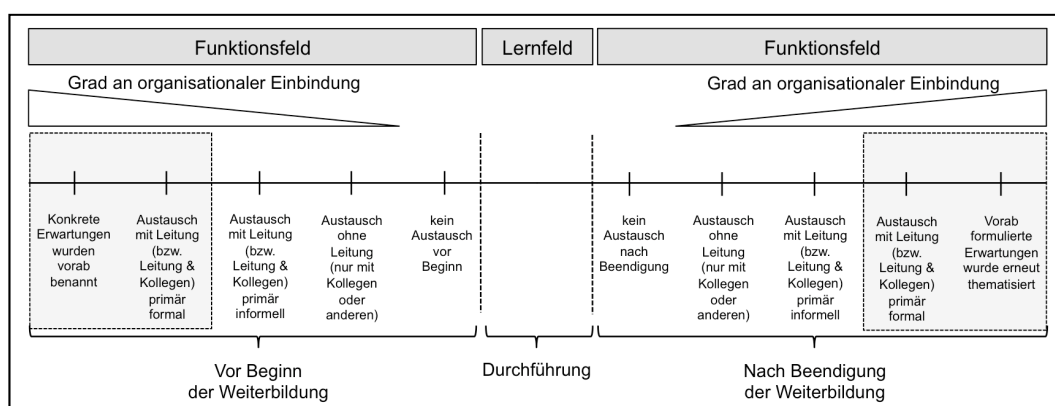 Funktionsfeld
Lernfeld
Funktionsfeld
Grad an organisationaler Einbindung
Grad an organisationaler Einbindung
Konkrete
Erwartungen
wurden
vorab
benannt
Austausch
mit Leitung
(bzw.
Leitung &
Kollegen)
primär
formal
Austausch
mit Leitung
(bzw.
Leitung &
Kollegen)
primär
informell
Austausch
ohne
Leitung
(nur mit
Kollegen
oder
anderen)
kein
Austausch
vor
Beginn
kein
Austausch
nach
Beendigung
Austausch
ohne
Leitung
(nur mit
Kollegen
oder
anderen)
Austausch
mit Leitung
(bzw.
Leitung &
Kollegen)
primär
informell
Austausch
mit Leitung
(bzw.
Leitung &
Kollegen)
primär
formal
Vorab
formulierte
Erwartungen
wurde erneut
thematisiert
Vor Beginn
der Weiterbildung
Durchführung
Nach Beendigung
der Weiterbildung